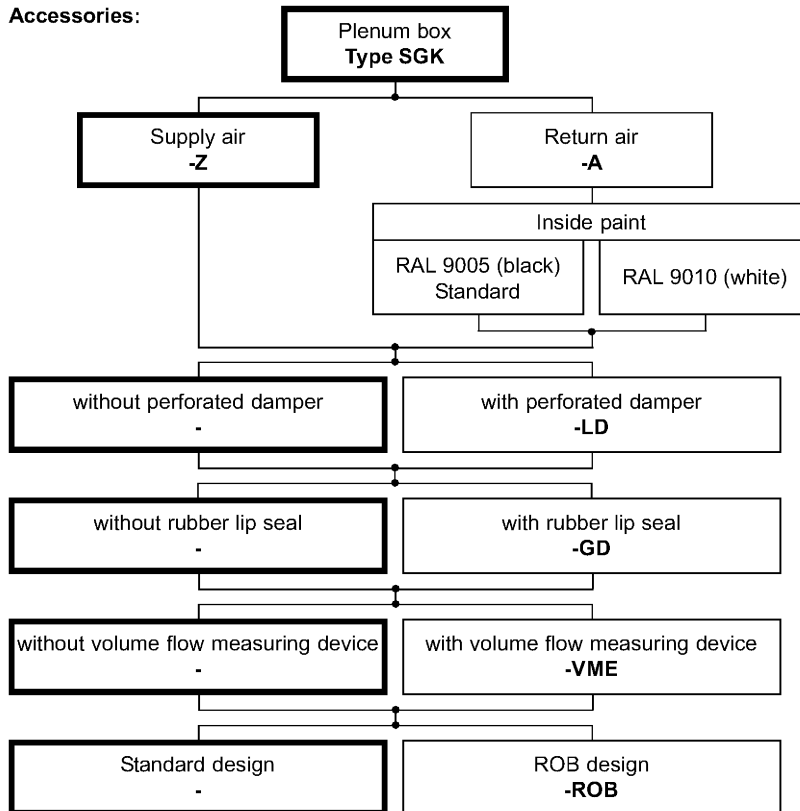 Accessories:
Plenum box
Type SGK
Supply air
-Z
Return air
-A
Inside paint
RAL 9005 (black)
Standard
RAL 9010 (white)
without perforated damper
-
with perforated damper
-LD
without rubber lip seal
-
with rubber lip seal
-GD
without volume flow measuring device
-
with volume flow measuring device
-VME
Standard design
-
ROB design
-ROB